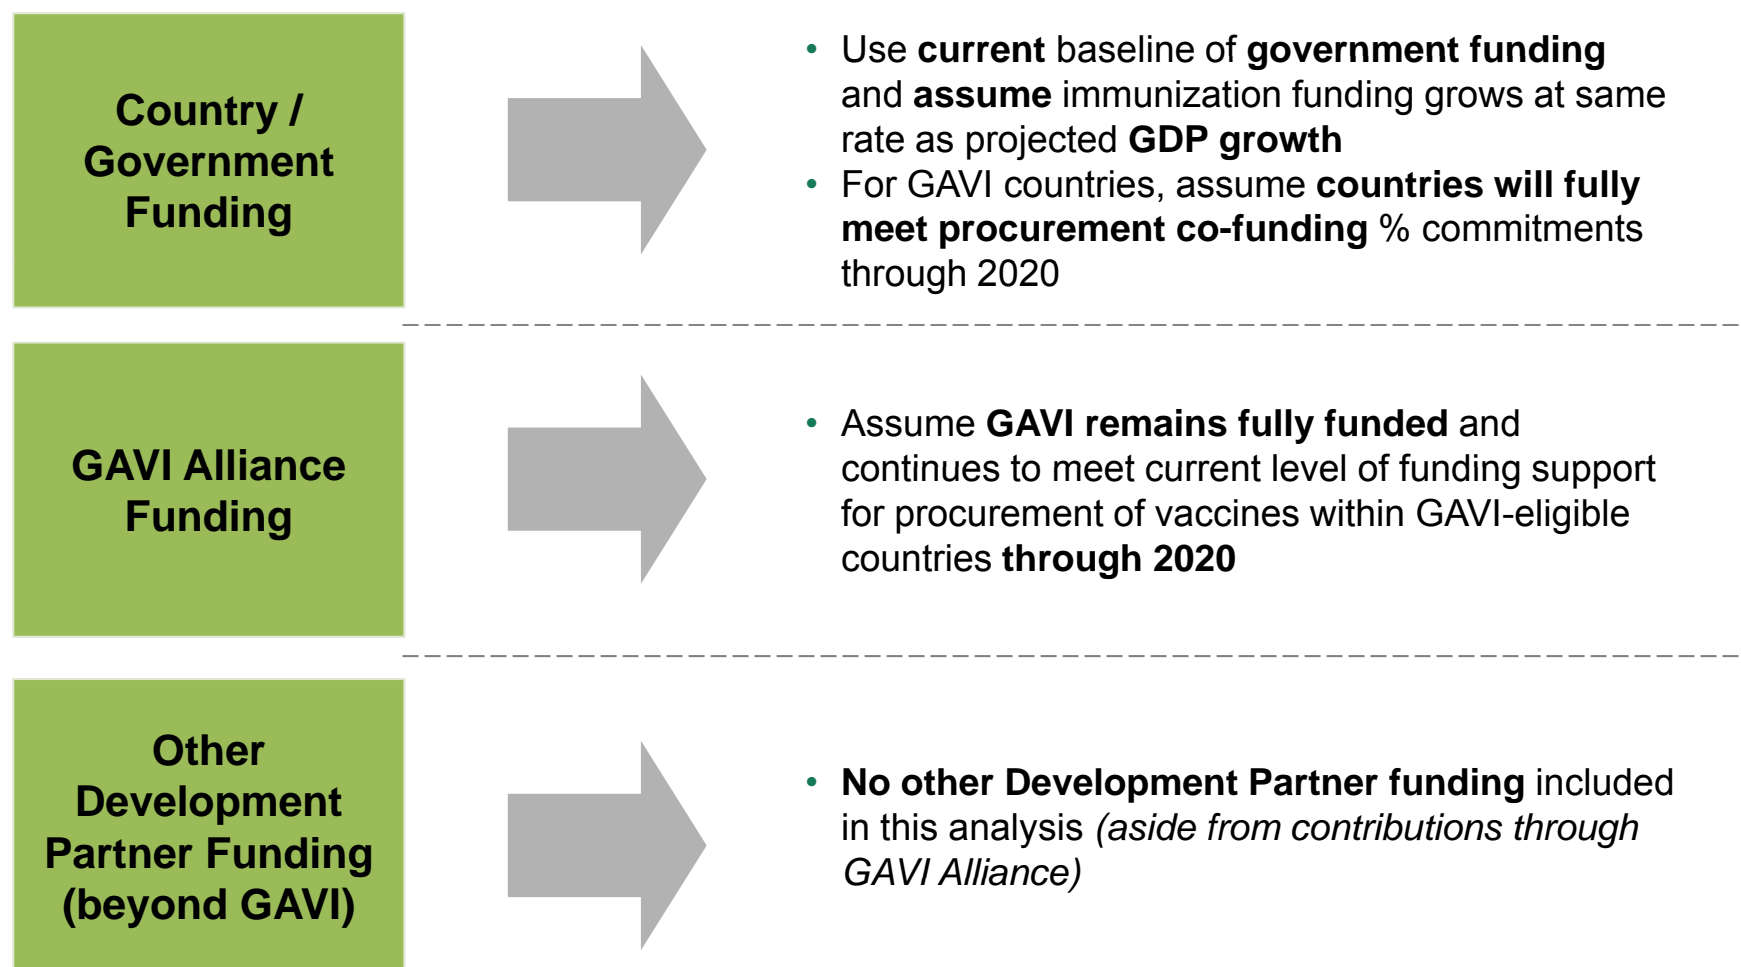 Country /
Government
Funding
• Use current baseline of government funding
and assume immunization funding grows at same
rate as projected GDP growth
• For GAVI countries, assume countries will fully
meet procurement co-funding % commitments
through 2020
GAVI Alliance
Funding
• Assume GAVI remains fully funded and
continues to meet current level of funding support
for procurement of vaccines within GAVI-eligible
countries through 2020
Other
Development
Partner Funding
(beyond GAVI)
• No other Development Partner funding included
in this analysis (aside from contributions through
GAVI Alliance)